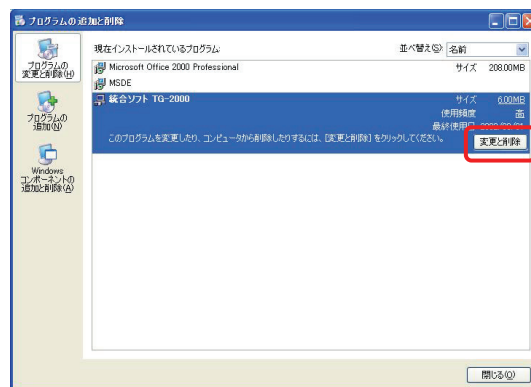 プログラムの追加と削除
プログラムの
変更と削除(H)
プログラムの
追加(N)
Windows
コンポーネントの
追加と削除(A)
現在インストールされているプログラム:
並べ替え(S): 名前
Microsoft Office 2000 Professional サイズ 208.00MB
MSDE
統合ソフト TG-2000 サイズ 6.00MB
使用頻度 高
最終使用日
このプログラムを変更したり、コンピュータから削除したりするには、[変更と削除] をクリックしてください。
変更と削除
閉じる(O)